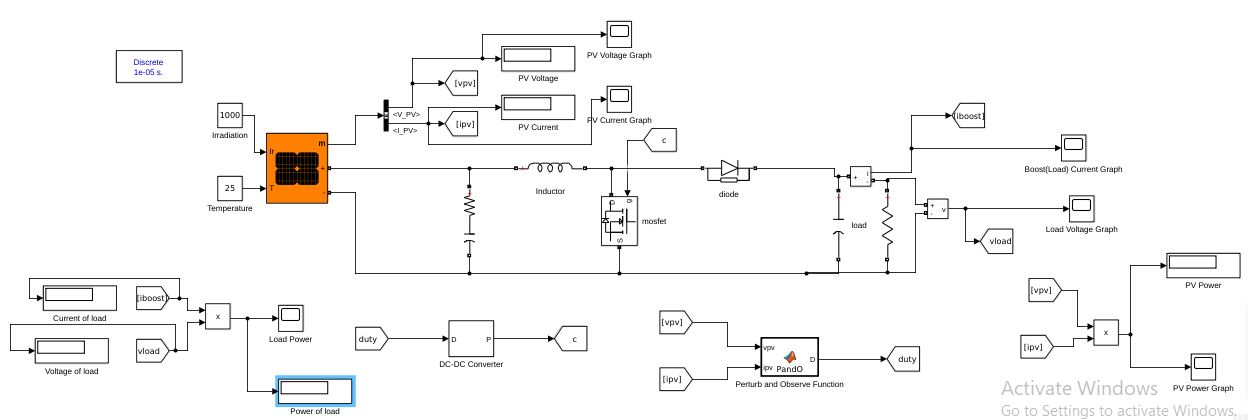 Discrete
1e-05 s.
PV Voltage Graph
PV Voltage
[vpv]
<V_PV>
PV Current Graph
PV Current
[ipv]
<I_PV>
1000
Irradiation
Ir
m
+
T
-
25
Temperature
c
Inductor
diode
g
D
S
mosfet
load
+
i
-
[iboost]
Boost(Load) Current Graph
+
-
v
Load Voltage Graph
vload
Current of load
[iboost]
x
Load Power
Voltage of load
vload
Power of load
duty
D
P
DC-DC Converter
c
[vpv]
[ipv]
vpv
ipv
PandO
D
Perturb and Observe Function
duty
[vpv]
[ipv]
x
PV Power
PV Power Graph
Activate Windows
Go to Settings to activate Windows.